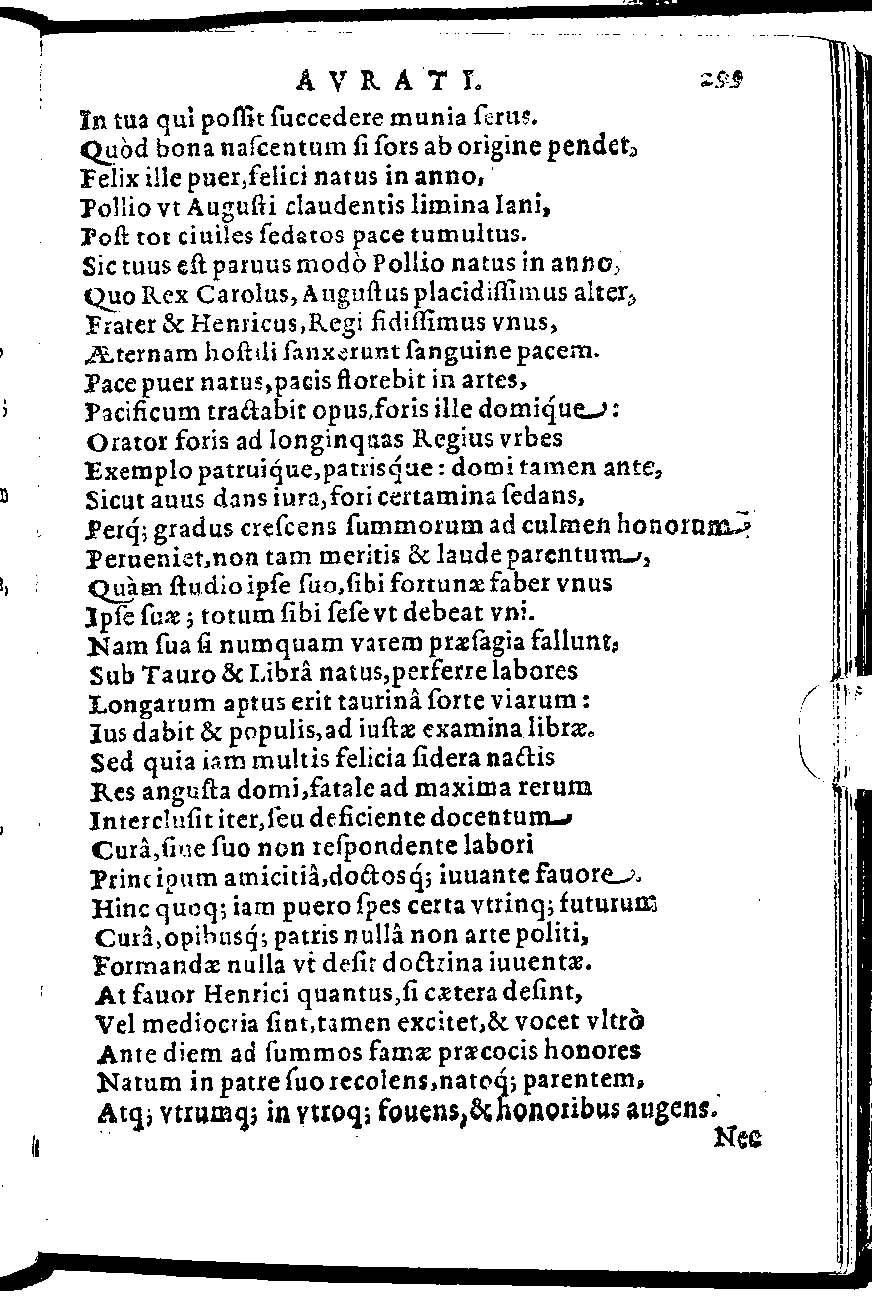 AVRATI. 299
In tua qui poſſit ſuccedere munia ſerus.
Quòd bona naſcentum ſi ſors ab origine pendet,
Felix ille puer, felici natus in anno,
Pollio vt Auguſti claudentis limina Iani,
Poſt tot ciuiles ſedatos pace tumultus.
Sic tuus eſt paruus modò Pollio natus in anno,
Quo Rex Carolus, Auguſtus placidiſſimus alter,
Frater & Henricus, Regi fidiſſimus vnus,
Æternam hoſtili ſanxerunt ſanguine pacem.
Pace puer natus, pacis florebit in artes,
Pacificum tractabit opus, foris ille domiq́ue:
Orator foris ad longinquas Regius vrbes
Exemplo patruiq́ue, patrisq́ue: domi tamen ante,
Sicut auus dans iura, fori certamina ſedans,
Perq́; gradus creſcens ſummorum ad culmen honorum
Perueniet, non tam meritis & laude parentum,
Quàm ſtudio ipſe ſuo, ſibi fortunæ faber vnus
Ipſe ſuæ; totum ſibi ſeſe vt debeat vni.
Nam ſua ſi numquam vatem præſagia fallunt,
Sub Tauro & Librâ natus, perferre labores
Longarum aptus erit taurinâ ſorte viarum:
Ius dabit & populis, ad iuſtæ examina libræ.
Sed quia iam multis felicia ſidera nactis
Res anguſta domi, fatale ad maxima rerum
Intercluſit iter, ſeu deficiente docentum
Curâ, ſiue ſuo non reſpondente labori
Principum amicitiâ, doctosq́; iuuante fauore.
Hinc quoq; iam puero ſpes certa vtrinq; futurum
Curâ, opibusq́; patris nullâ non arte politi,
Formandæ nulla vt deſit doctrina iuuentæ.
At fauor Henrici quantus, ſi cætera deſint,
Vel mediocria ſint, tamen excitet, & vocet vltrò
Ante diem ad ſummos famæ præcocis honores
Natum in patre ſuo recolens, natoq́; parentem,
Atq; vtrumq; in vtroq; fouens, & honoribus augens.
Nec